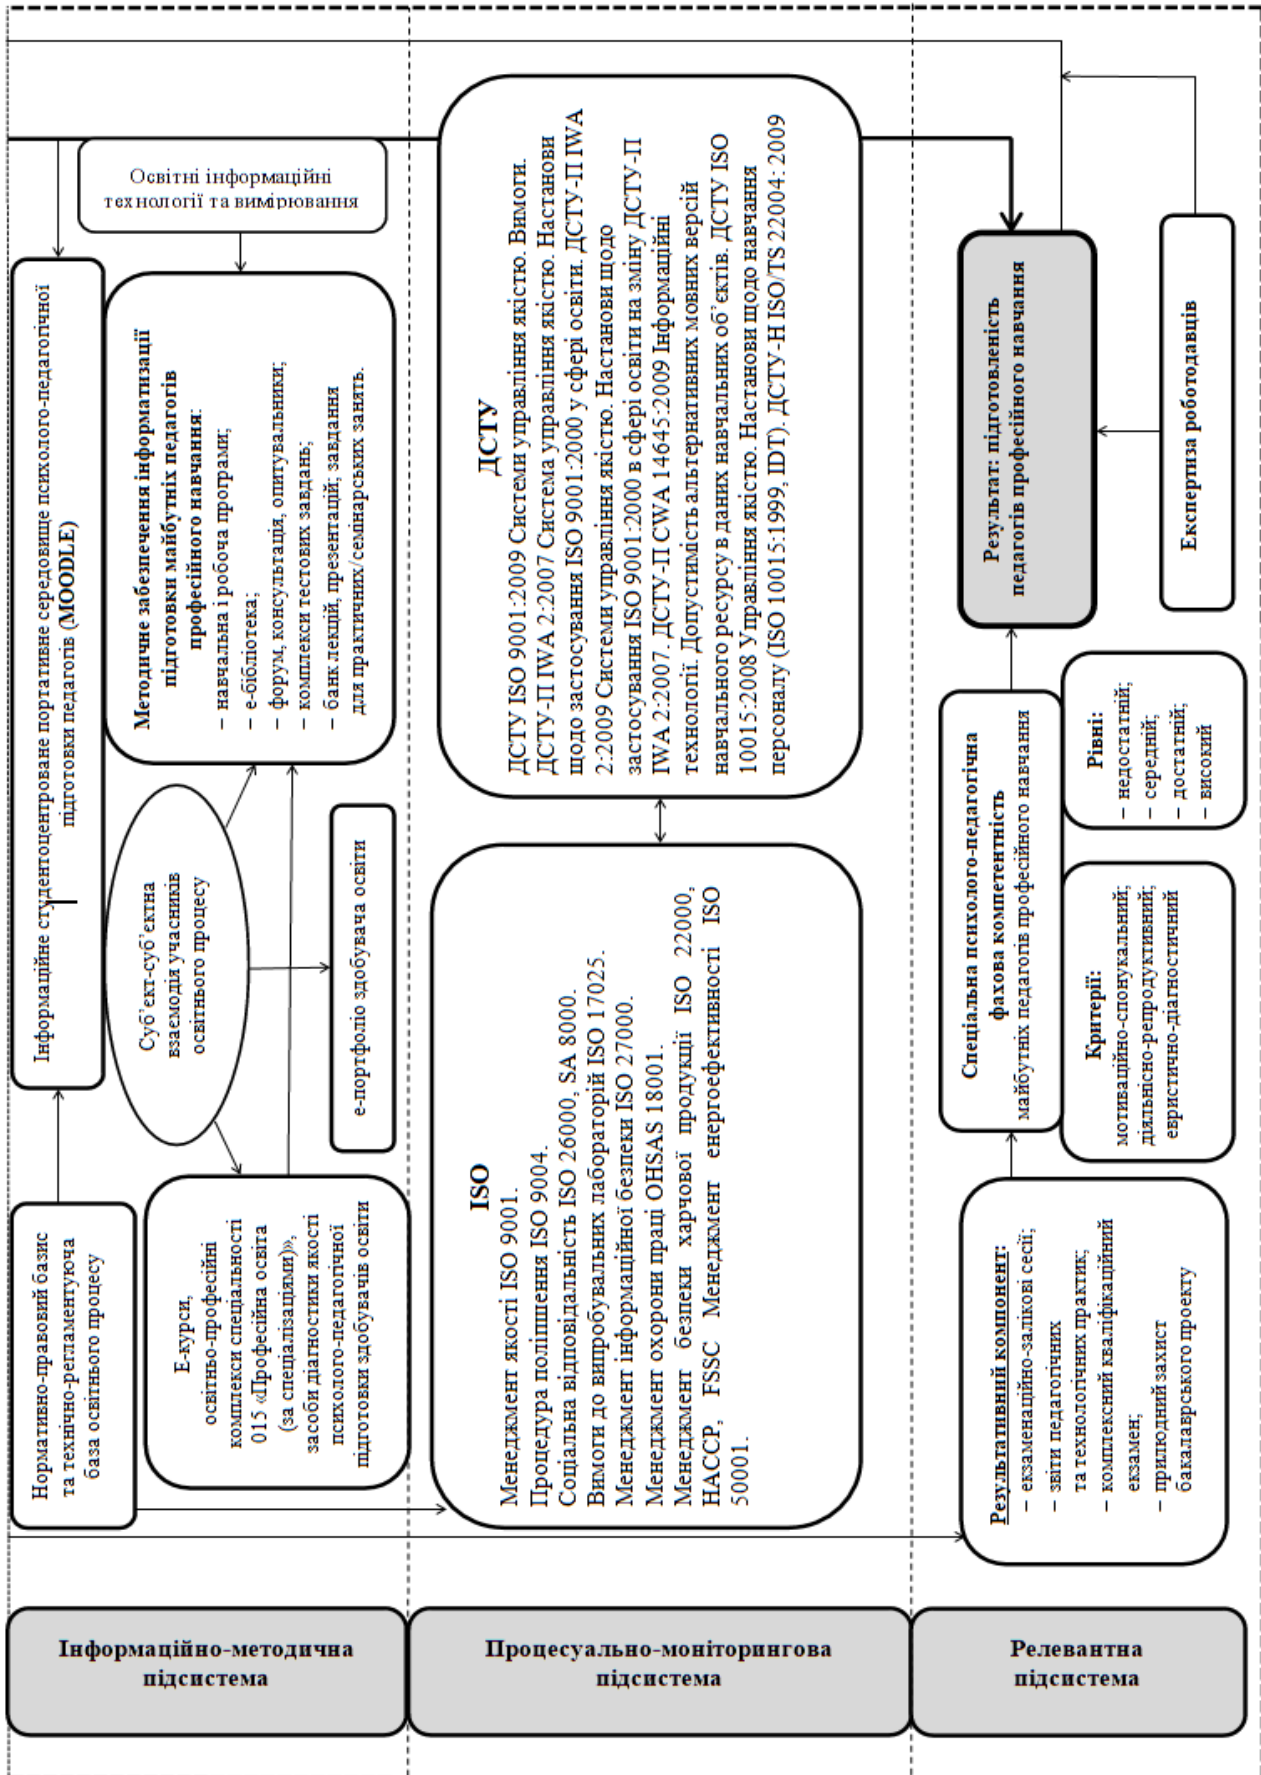 Інформаційно-методична
підсистема
Нормативно-правовий базис
та технічно-регламентуюча
база освітнього процесу
Інформаційне студентоцентроване портативне середовище психолого-педагогічної
підготовки педагогів (MOODLE)
Е-курси,
освітньо-професійні
комплекси спеціальності
015 «Професійна освіта
(за спеціалізаціями)»,
засоби діагностики якості
психолого-педагогічної
підготовки здобувачів освіти
Суб’єкт-суб’єктна
взаємодія учасників
освітнього процесу
е-портфоліо здобувача освіти
Методичне забезпечення інформатизації
підготовки майбутніх педагогів
професійного навчання:
– навчальна і робоча програми;
– е-бібліотека;
– форум, консультація, опитувальники;
– комплекси тестових завдань;
– банк лекцій, презентацій; завдання
для практичних/семінарських занять.
Освітні інформаційні
технології та вимірювання
Процесуально-моніторингова
підсистема
ISO
Менеджмент якості ISO 9001.
Процедура поліпшення ISO 9004.
Соціальна відповідальність ISO 26000, SA 8000.
Вимоги до випробувальних лабораторій ISO 17025.
Менеджмент інформаційної безпеки ISO 27000.
Менеджмент охорони праці OHSAS 18001.
Менеджмент безпеки харчової продукції ISO 22000,
HACCP, FSSC Менеджмент енергоефективності ISO
50001.
ДСТУ
ДСТУ ISO 9001:2009 Системи управління якістю. Вимоги.
ДСТУ-П IWA 2:2007 Система управління якістю. Настанови
щодо застосування ISO 9001:2000 у сфері освіти. ДСТУ-П IWA
2:2009 Системи управління якістю. Настанови щодо
застосування ISO 9001:2000 в сфері освіти на зміну ДСТУ-П
IWA 2:2007. ДСТУ-П CWA 14645:2009 Інформаційні
технології. Допустимість альтернативних мовних версій
навчального ресурсу в даних навчальних об’єктів. ДСТУ ISO
10015:2008 Управління якістю. Настанови щодо навчання
персоналу (ISO 10015:1999, IDT). ДСТУ-Н ISO/TS 22004: 2009
Релевантна
підсистема
Результативний компонент:
– екзаменаційно-залікові сесії;
– звіти педагогічних
та технологічних практик;
– комплексний кваліфікаційний
екзамен;
– прилюдний захист
бакалаврського проекту
Спеціальна психолого-педагогічна
фахова компетентність
майбутніх педагогів професійного навчання
Критерії:
мотиваційно-спонукальний;
діяльнісно-репродуктивний;
евристично-діагностичний
Рівні:
– недостатній;
– середній;
– достатній;
– високий
Результат: підготовленість
педагогів професійного навчання
Експертиза роботодавців